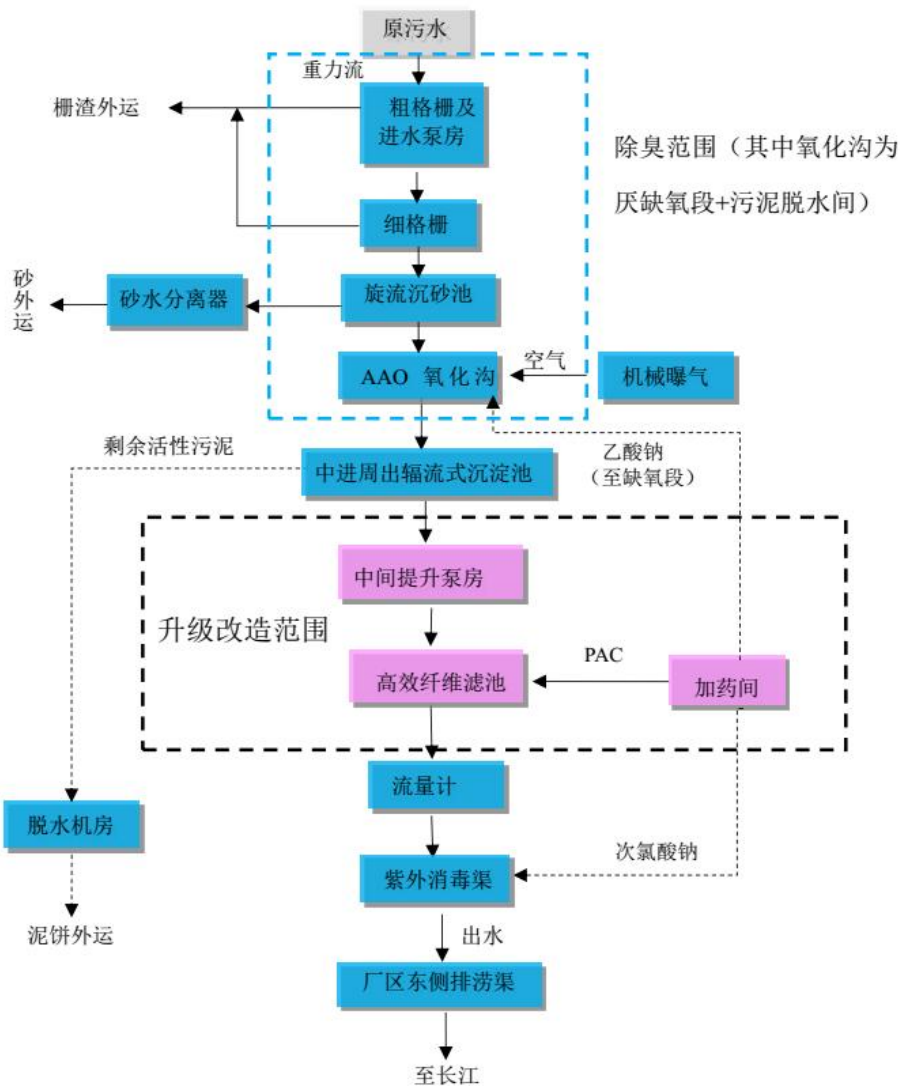 原污水
重力流
栅渣外运
粗格栅及
进水泵房
除臭范围（其中氧化沟为
厌缺氧段+污泥脱水间）
细格栅
砂外运
砂水分离器
旋流沉砂池
AAO 氧化沟
空气
机械曝气
剩余活性污泥
中进周出辐流式沉淀池
乙酸钠
（至缺氧段）
中间提升泵房
升级改造范围
高效纤维滤池
PAC
加药间
流量计
脱水机房
紫外消毒渠
次氯酸钠
泥饼外运
出水
厂区东侧排涝渠
至长江